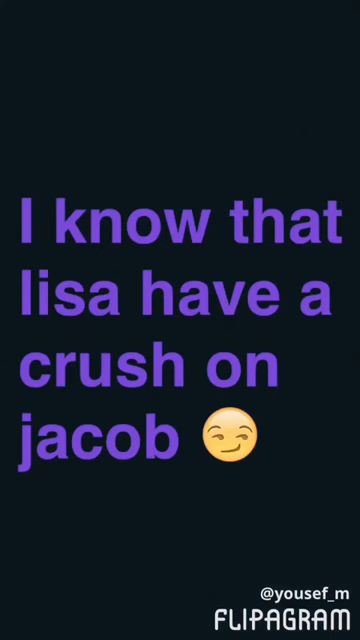 I know that
lisa have a
crush on
jacob 😏
@yousef_m
FLIPAGRAM